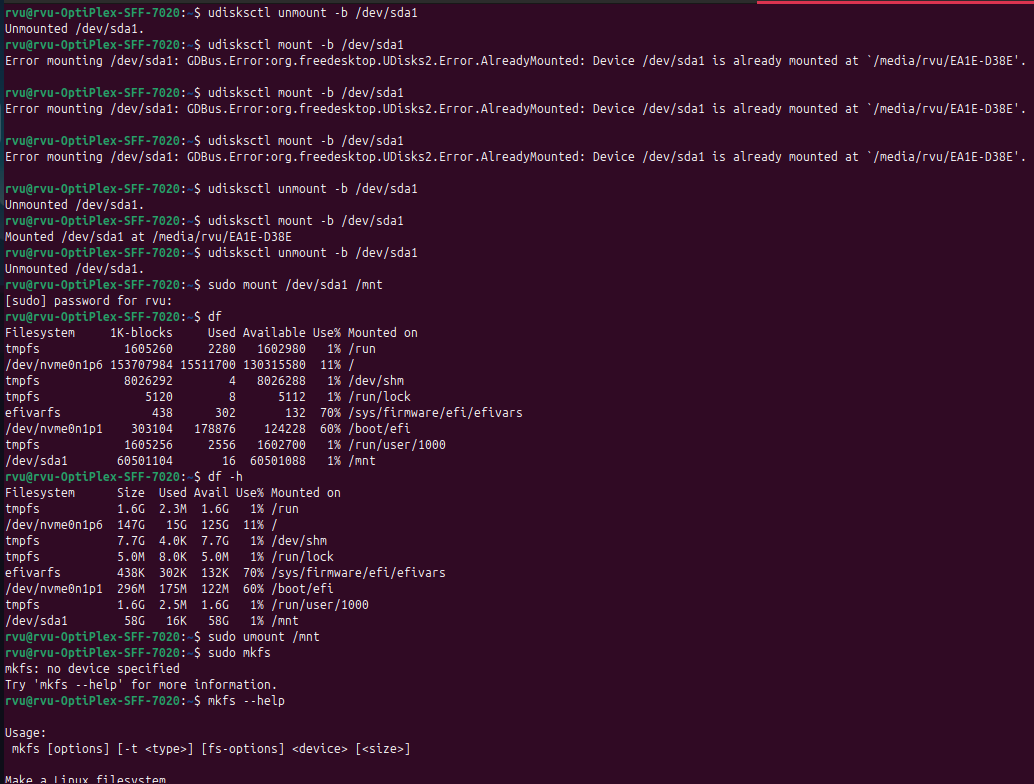 rvu@rvu-OptiPlex-SFF-7020:~$ udisksctl unmount -b /dev/sda1
Unmounted /dev/sda1.
rvu@rvu-OptiPlex-SFF-7020:~$ udisksctl mount -b /dev/sda1
Error mounting /dev/sda1: GDBus.Error:org.freedesktop.UDisks2.Error.AlreadyMounted: Device /dev/sda1 is already mounted at `/media/rvu/EA1E-D38E'.
rvu@rvu-OptiPlex-SFF-7020:~$ udisksctl mount -b /dev/sda1
Error mounting /dev/sda1: GDBus.Error:org.freedesktop.UDisks2.Error.AlreadyMounted: Device /dev/sda1 is already mounted at `/media/rvu/EA1E-D38E'.
rvu@rvu-OptiPlex-SFF-7020:~$ udisksctl mount -b /dev/sda1
Error mounting /dev/sda1: GDBus.Error:org.freedesktop.UDisks2.Error.AlreadyMounted: Device /dev/sda1 is already mounted at `/media/rvu/EA1E-D38E'.
rvu@rvu-OptiPlex-SFF-7020:~$ udisksctl unmount -b /dev/sda1
Unmounted /dev/sda1.
rvu@rvu-OptiPlex-SFF-7020:~$ udisksctl mount -b /dev/sda1
Mounted /dev/sda1 at /media/rvu/EA1E-D38E
rvu@rvu-OptiPlex-SFF-7020:~$ udisksctl unmount -b /dev/sda1
Unmounted /dev/sda1.
rvu@rvu-OptiPlex-SFF-7020:~$ sudo mount /dev/sda1 /mnt
[sudo] password for rvu:
rvu@rvu-OptiPlex-SFF-7020:~$ df
Filesystem     1K-blocks     Used Available Use% Mounted on
tmpfs            1605260     2280   1602980   1% /run
/dev/nvme0n1p6 153707984 15511700 130315580  11% /
tmpfs            8026292        4   8026288   1% /dev/shm
tmpfs               5120        8      5112   1% /run/lock
efivarfs             438      302       132  70% /sys/firmware/efi/efivars
/dev/nvme0n1p1    303104   178876    124228  60% /boot/efi
tmpfs            1605256     2556   1602700   1% /run/user/1000
/dev/sda1       60501104       16  60501088   1% /mnt
rvu@rvu-OptiPlex-SFF-7020:~$ df -h
Filesystem      Size  Used Avail Use% Mounted on
tmpfs           1.6G  2.3M  1.6G   1% /run
/dev/nvme0n1p6  147G   15G  125G  11% /
tmpfs           7.7G  4.0K  7.7G   1% /dev/shm
tmpfs           5.0M  8.0K  5.0M   1% /run/lock
efivarfs        438K  302K  132K  70% /sys/firmware/efi/efivars
/dev/nvme0n1p1  296M  175M  122M  60% /boot/efi
tmpfs           1.6G  2.5M  1.6G   1% /run/user/1000
/dev/sda1        58G   16K   58G   1% /mnt
rvu@rvu-OptiPlex-SFF-7020:~$ sudo umount /mnt
rvu@rvu-OptiPlex-SFF-7020:~$ sudo mkfs
mkfs: no device specified
Try 'mkfs --help' for more information.
rvu@rvu-OptiPlex-SFF-7020:~$ mkfs --help
Usage:
 mkfs [options] [-t <type>] [fs-options] <device> [<size>]
Make a Linux filesystem